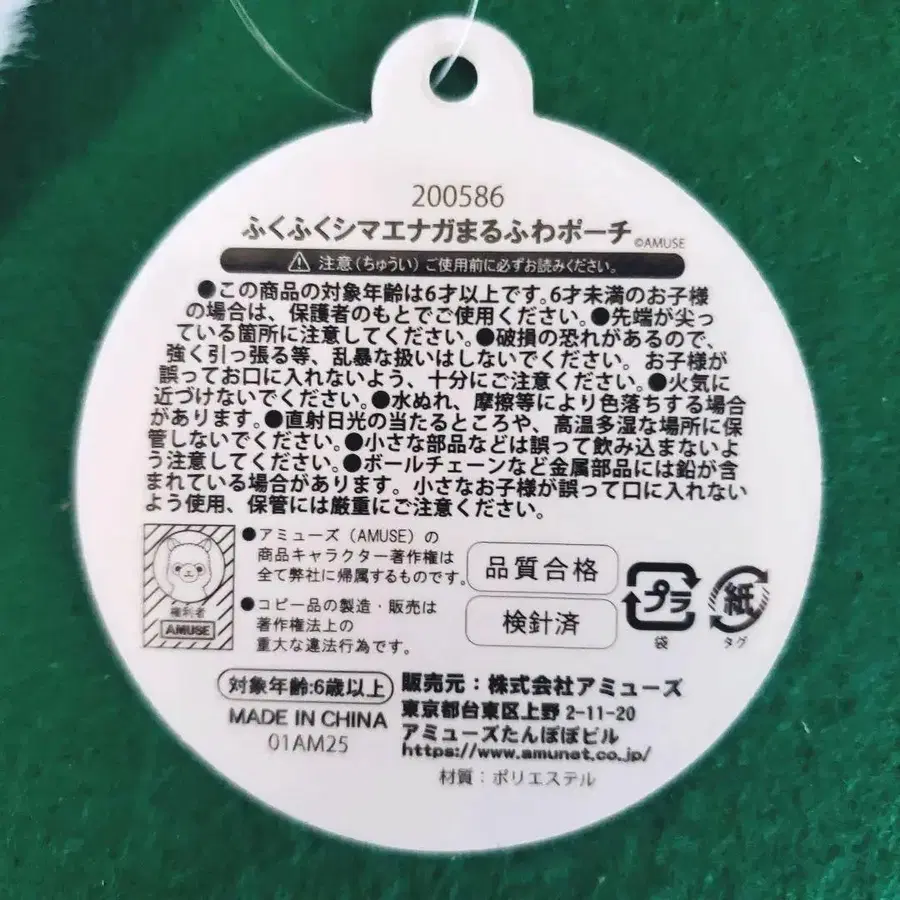 200586
ふくふくシマエナガまるふわポーチ ©AMUSE
注意(ちゅうい) ご使用前に必ずお読みください。
●この商品の対象年齢は6才以上です。6才未満のお子様
の場合は、保護者のもとでご使用ください。●先端が尖っ
ている箇所に注意してください。●破損の恐れがあるので、
強く引っ張る等、乱暴な扱いはしないでください。お子様が
誤ってお口に入れないよう、十分にご注意ください。●火気に
近づけないでください。●水ぬれ、摩擦等により色落ちする場合
があります。●直射日光の当たるところや、高温多湿な場所に保
管しないでください。●小さな部品などは誤って飲み込まないよ
う注意してください。●ボールチェーンなど金属部品には鉛が含
まれている場合があります。小さなお子様が誤って口に入れない
よう使用、保管には厳重にご注意ください。
●アミューズ(AMUSE)の
商品キャラクター著作権は
全て弊社に帰属するものです。
●コピー品の製造・販売は
著作権法上の
重大な違法行為です。
権利者
AMUSE
品質合格
検針済
プラ
袋
紙
タグ
対象年齢:6歳以上
MADE IN CHINA
01AM25
販売元:株式会社アミューズ
東京都台東区上野 2-11-20
アミューズたんぽぽビル
https://www.amunet.co.jp/
材質:ポリエステル